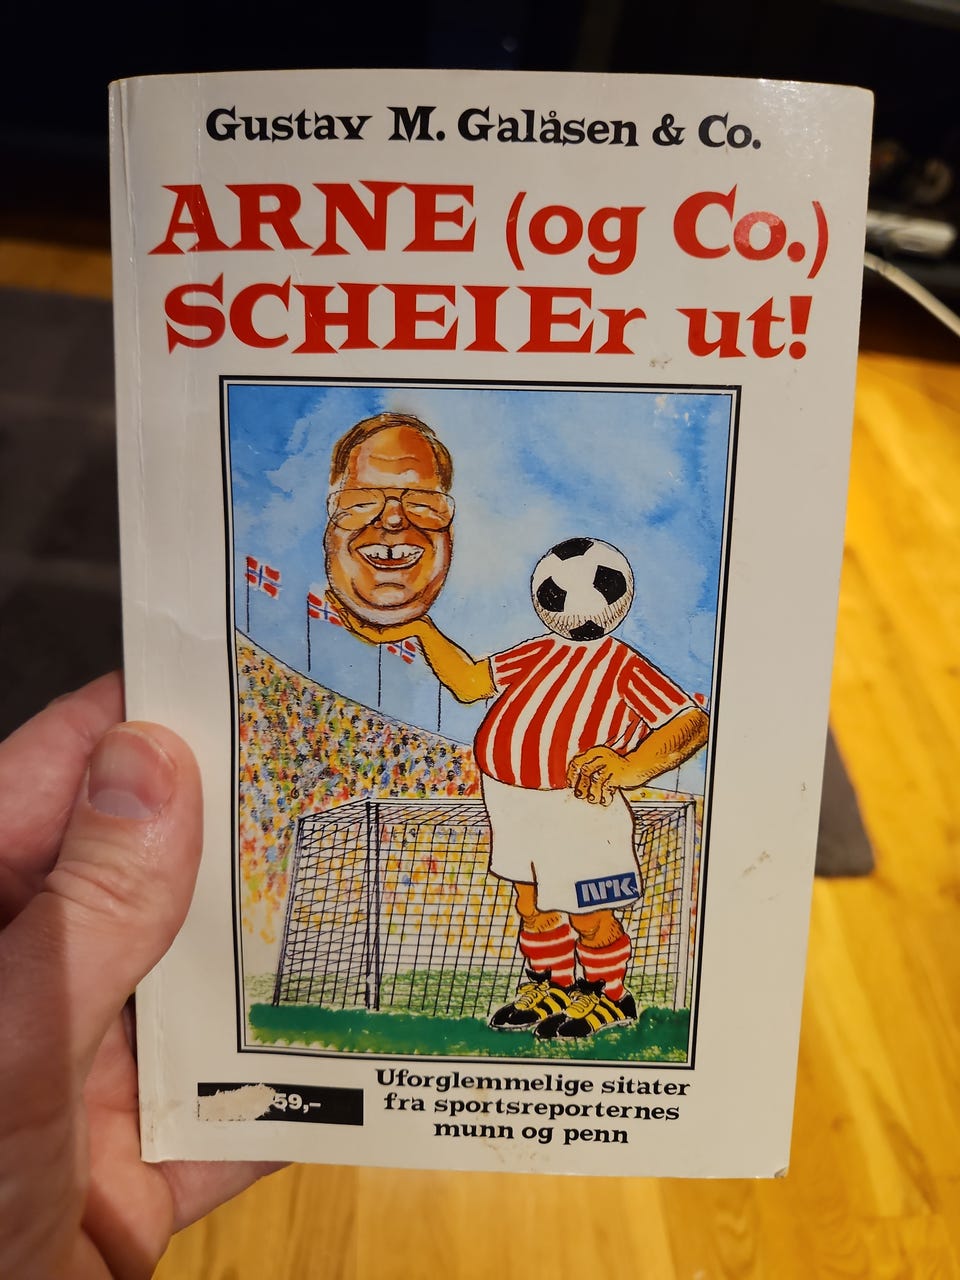 Gustav M. Galåsen & Co.
ARNE (og Co.)
SCHEIEr ut!
NRK
59,-
Uforglemmelige sitater
fra sportsreporternes
munn og penn